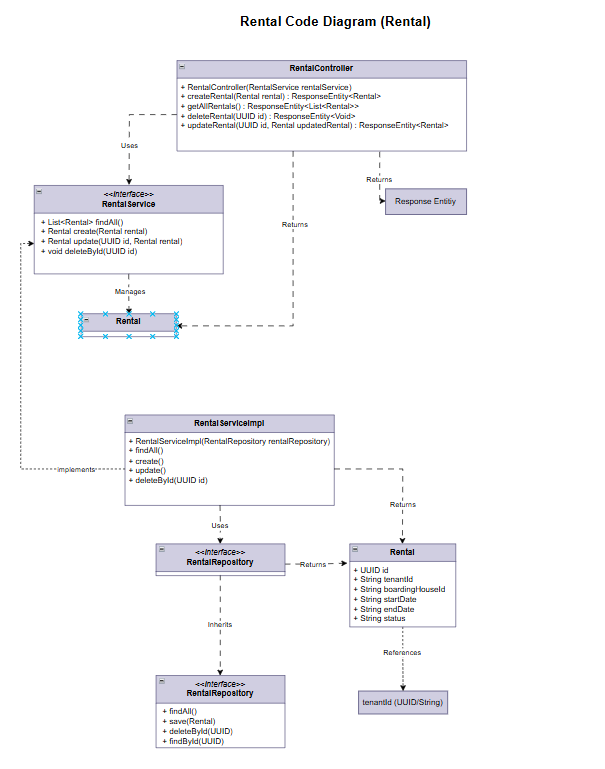 Rental Code Diagram (Rental)
RentalController
+ RentalController(RentalService rentalService)
+ createRental(Rental rental) : ResponseEntity<Rental>
+ getAllRentals() : ResponseEntity<List<Rental>>
+ deleteRental(UUID id) : ResponseEntity<Void>
+ updateRental(UUID id, Rental updatedRental) : ResponseEntity<Rental>
Uses
Returns
Response Entitiy
<<Interface>>
RentalService
+ List<Rental> findAll()
+ Rental create(Rental rental)
+ Rental update(UUID id, Rental rental)
+ void deleteById(UUID id)
Returns
Manages
Rental
RentalServiceImpl
+ RentalServiceImpl(RentalRepository rentalRepository)
+ findAll()
+ create()
+ update()
+ deleteById(UUID id)
implements
Returns
Uses
<<Interface>>
RentalRepository
Returns
Rental
+ UUID id
+ String tenantId
+ String boardingHouseId
+ String startDate
+ String endDate
+ String status
Inherits
References
<<Interface>>
RentalRepository
+ findAll()
+ save(Rental)
+ deleteById(UUID)
+ findById(UUID)
tenantId (UUID/String)